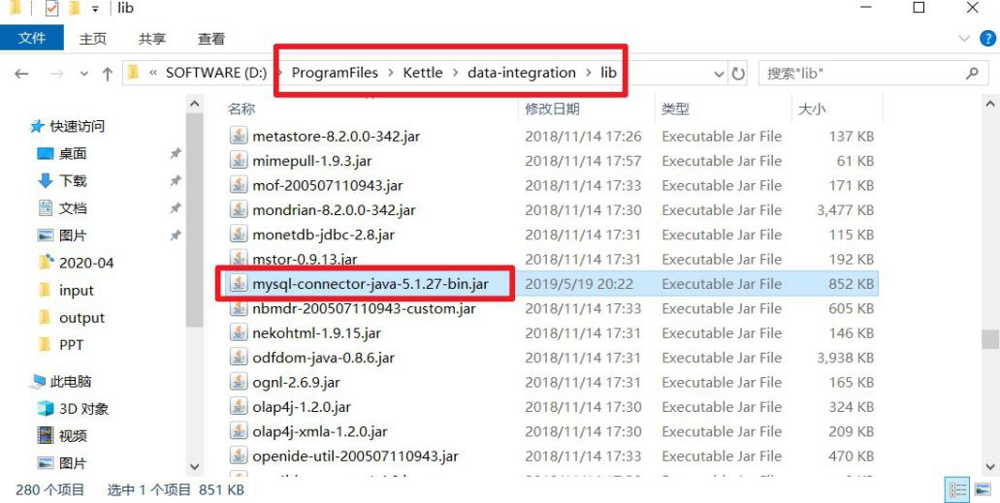 lib
文件 主页 共享 查看
« SOFTWARE (D:) › ProgramFiles › Kettle › data-integration › lib 搜索"lib"
名称 修改日期 类型 大小
快速访问
桌面
下载
文档
图片
2020-04
input
output
PPT
此电脑
3D 对象
视频
图片
metastore-8.2.0.0-342.jar 2018/11/14 17:26 Executable Jar File 137 KB
mimepull-1.9.3.jar 2018/11/14 17:57 Executable Jar File 61 KB
mof-200507110943.jar 2018/11/14 17:33 Executable Jar File 171 KB
mondrian-8.2.0.0-342.jar 2018/11/14 17:30 Executable Jar File 3,477 KB
monetdb-jdbc-2.8.jar 2018/11/14 17:31 Executable Jar File 115 KB
mstor-0.9.13.jar 2018/11/14 17:31 Executable Jar File 192 KB
mysql-connector-java-5.1.27-bin.jar 2019/5/19 20:22 Executable Jar File 852 KB
nbmdr-200507110943-custom.jar 2018/11/14 17:33 Executable Jar File 605 KB
nekohtml-1.9.15.jar 2018/11/14 17:31 Executable Jar File 146 KB
odfdom-java-0.8.6.jar 2018/11/14 17:31 Executable Jar File 3,938 KB
ognl-2.6.9.jar 2018/11/14 17:31 Executable Jar File 165 KB
olap4j-1.2.0.jar 2018/11/14 17:30 Executable Jar File 324 KB
olap4j-xmla-1.2.0.jar 2018/11/14 17:30 Executable Jar File 209 KB
openide-util-200507110943.jar 2018/11/14 17:33 Executable Jar File 470 KB
280 个项目 选中 1 个项目 851 KB